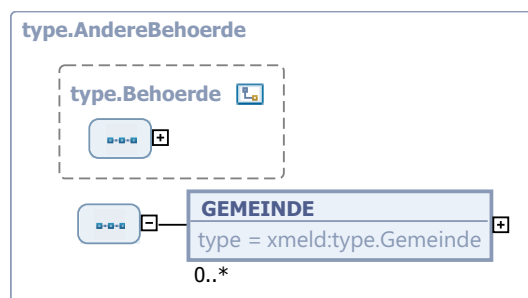 type.AndereBehoerde
type.Behoerde
GEMEINDE
type = xmeld:type.Gemeinde
0..*